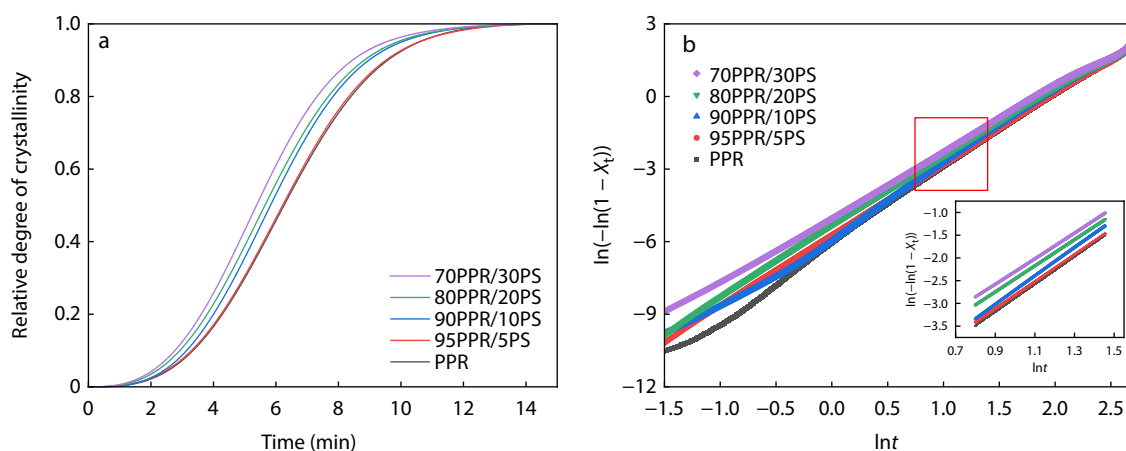 a
1.0
0.8
0.6
0.4
0.2
0
0 2 4 6 8 10 12 14
Relative degree of crystallinity
Time (min)
70PPR/30PS
80PPR/20PS
90PPR/10PS
95PPR/5PS
PPR
b
3
0
−3
−6
−9
−12
−1.5 −1.0 −0.5 0.0 0.5 1.0 1.5 2.0 2.5
ln(−ln(1 − Xt))
lnt
70PPR/30PS
80PPR/20PS
90PPR/10PS
95PPR/5PS
PPR
−1.0
−1.5
−2.0
−2.5
−3.0
−3.5
0.7 0.9 1.1 1.3 1.5
ln(−ln(1 − Xt))
lnt